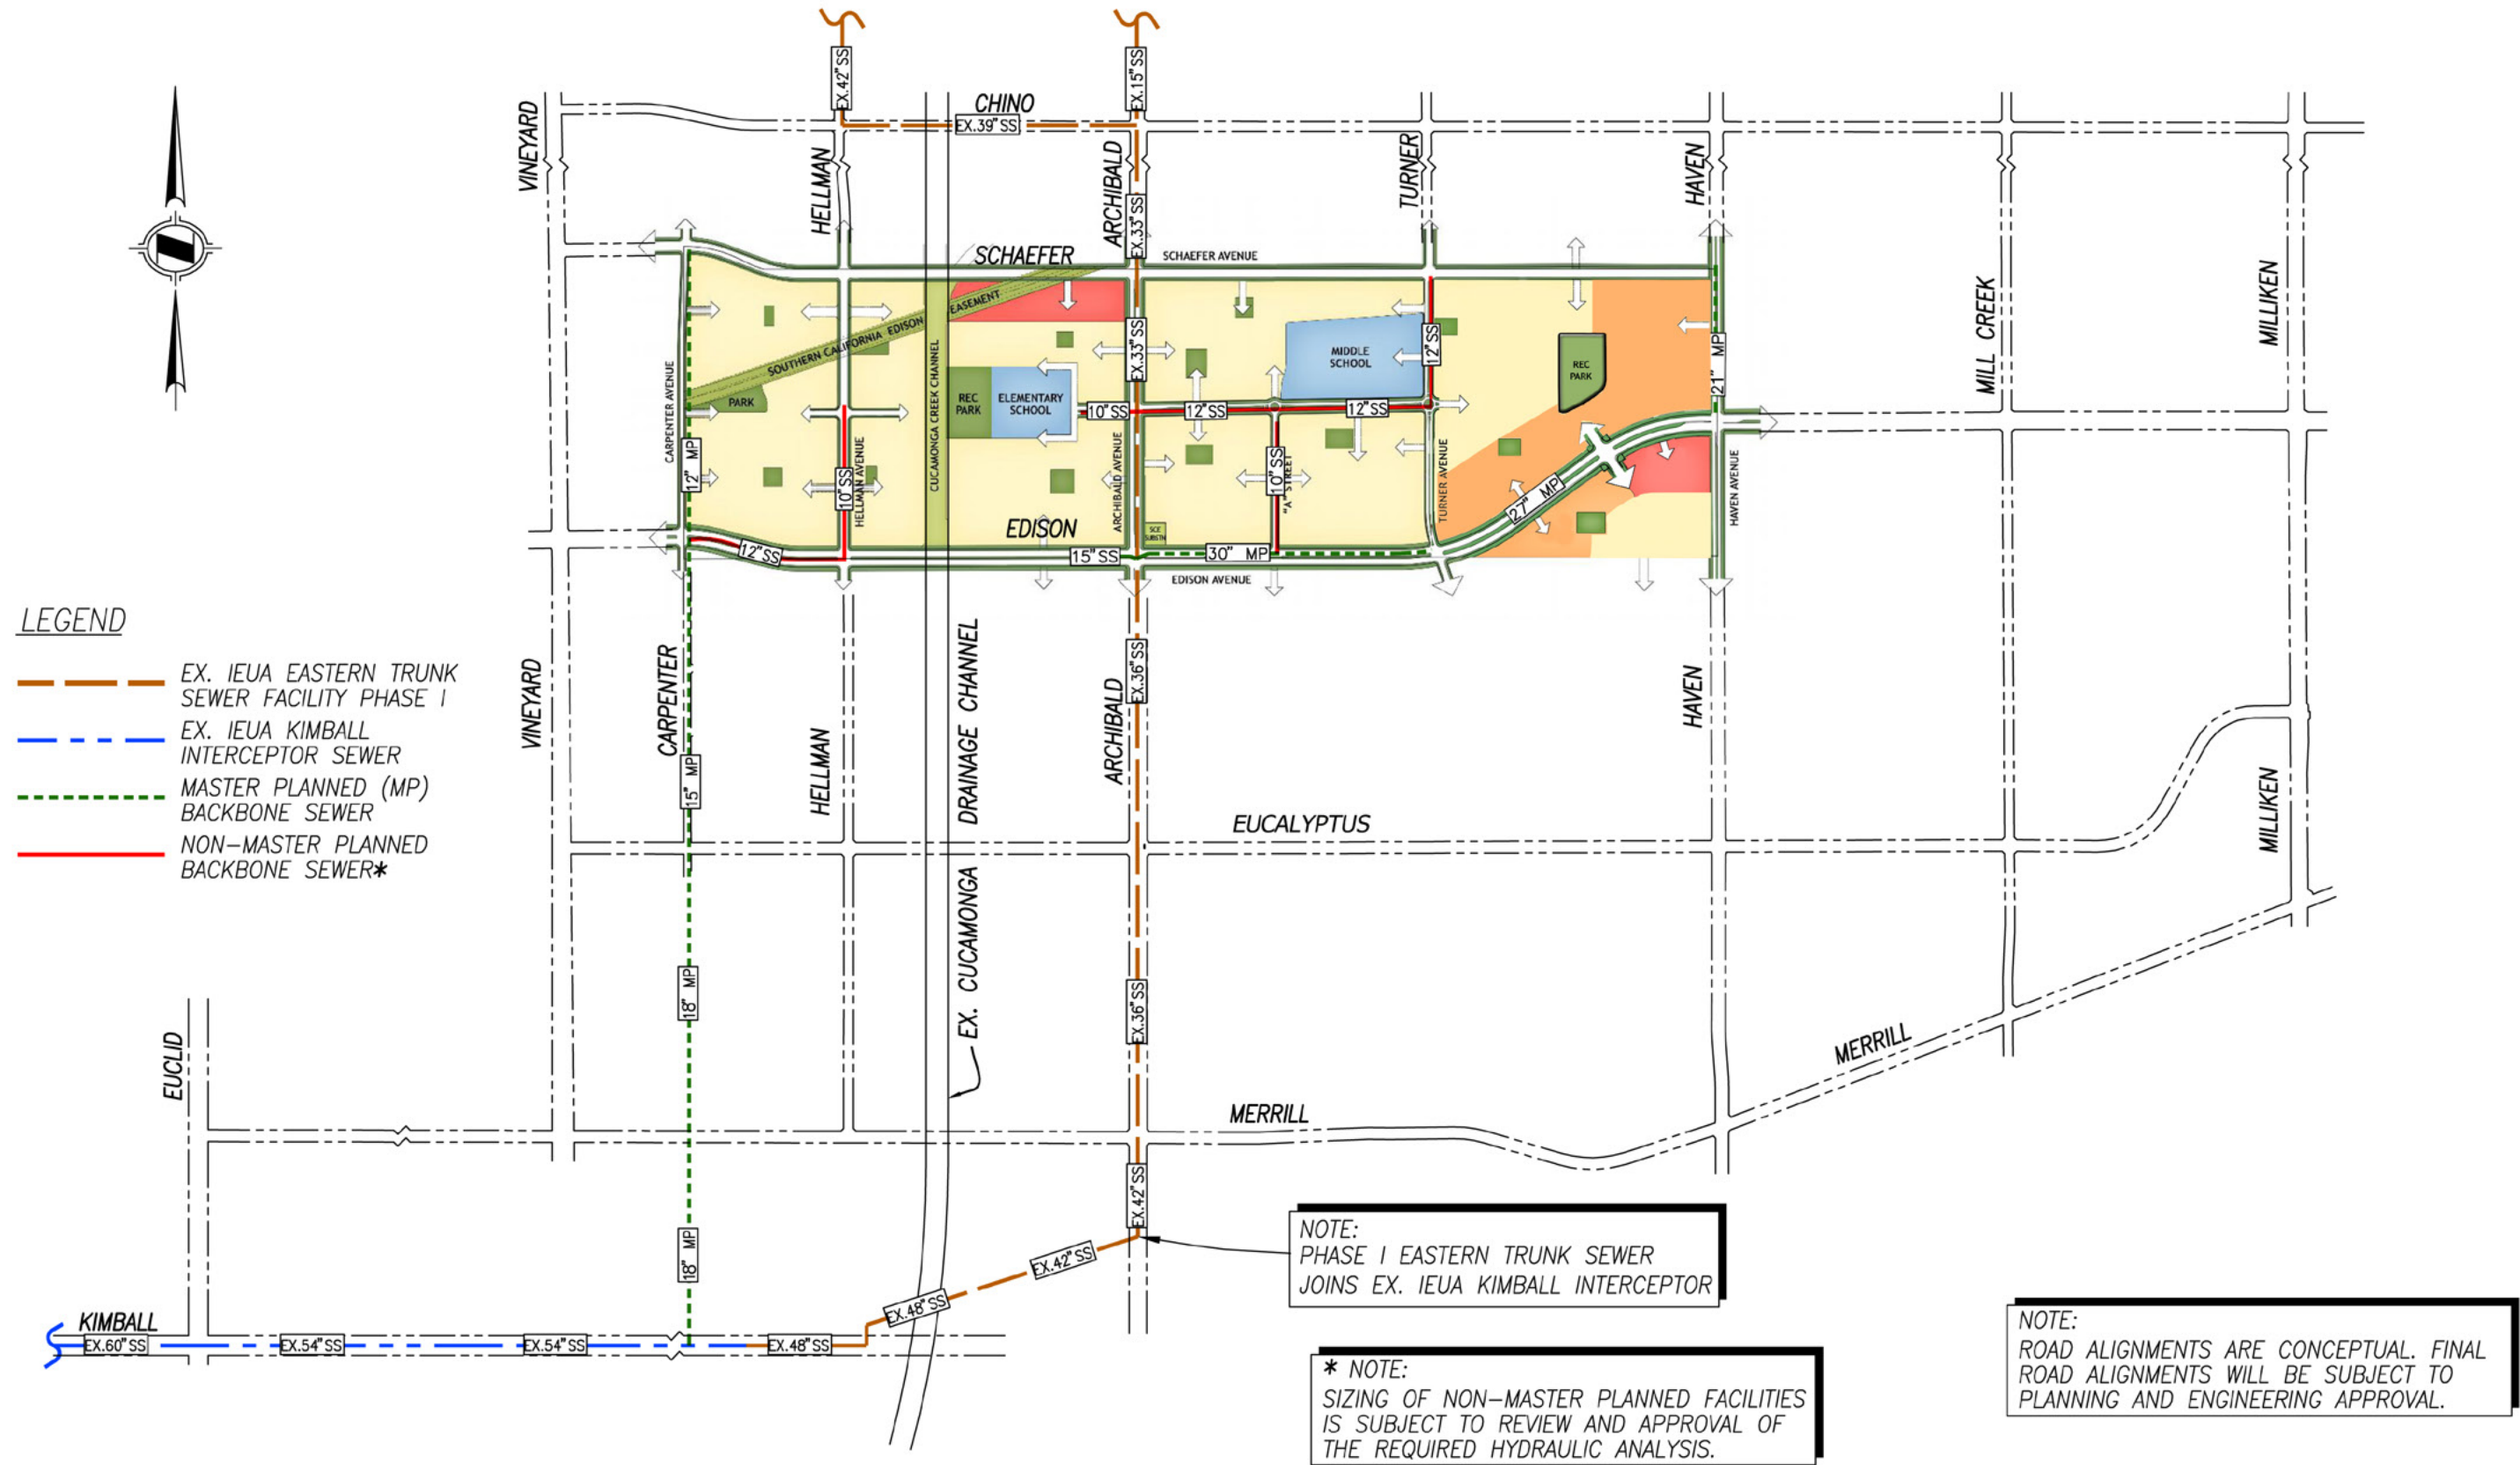 EX.42"SS
EX.15"SS
CHINO
EX.39"SS
VINEYARD
HELLMAN
ARCHIBALD
TURNER
HAVEN
EX.33"SS
SCHAEFER
SCHAEFER AVENUE
MILL CREEK
MILLIKEN
SOUTHERN CALIFORNIA EDISON EASEMENT
EX.33"SS
12"SS
21" MP
MIDDLE
SCHOOL
REC
PARK
CARPENTER AVENUE
CUCAMONGA CREEK CHANNEL
PARK
REC
PARK
ELEMENTARY
SCHOOL
10"SS
12"SS
12"SS
12" MP
10"SS
HELLMAN AVENUE
ARCHIBALD AVENUE
10"SS
"A" STREET
TURNER AVENUE
27" MP
HAVEN AVENUE
EDISON
SCE
SUBSTN
12"SS
15"SS
30" MP
EDISON AVENUE
LEGEND
EX. IEUA EASTERN TRUNK
SEWER FACILITY PHASE I
EX. IEUA KIMBALL
INTERCEPTOR SEWER
MASTER PLANNED (MP)
BACKBONE SEWER
NON-MASTER PLANNED
BACKBONE SEWER*
VINEYARD
CARPENTER
15" MP
HELLMAN
EX. CUCAMONGA DRAINAGE CHANNEL
EX.36"SS
ARCHIBALD
HAVEN
EUCALYPTUS
MILLIKEN
18" MP
EX.36"SS
EUCLID
MERRILL
MERRILL
EX.42"SS
18" MP
EX.42"SS
EX.48"SS
KIMBALL
EX.60"SS
EX.54"SS
EX.54"SS
EX.48"SS
NOTE:
PHASE I EASTERN TRUNK SEWER
JOINS EX. IEUA KIMBALL INTERCEPTOR
* NOTE:
SIZING OF NON-MASTER PLANNED FACILITIES
IS SUBJECT TO REVIEW AND APPROVAL OF
THE REQUIRED HYDRAULIC ANALYSIS.
NOTE:
ROAD ALIGNMENTS ARE CONCEPTUAL. FINAL
ROAD ALIGNMENTS WILL BE SUBJECT TO
PLANNING AND ENGINEERING APPROVAL.